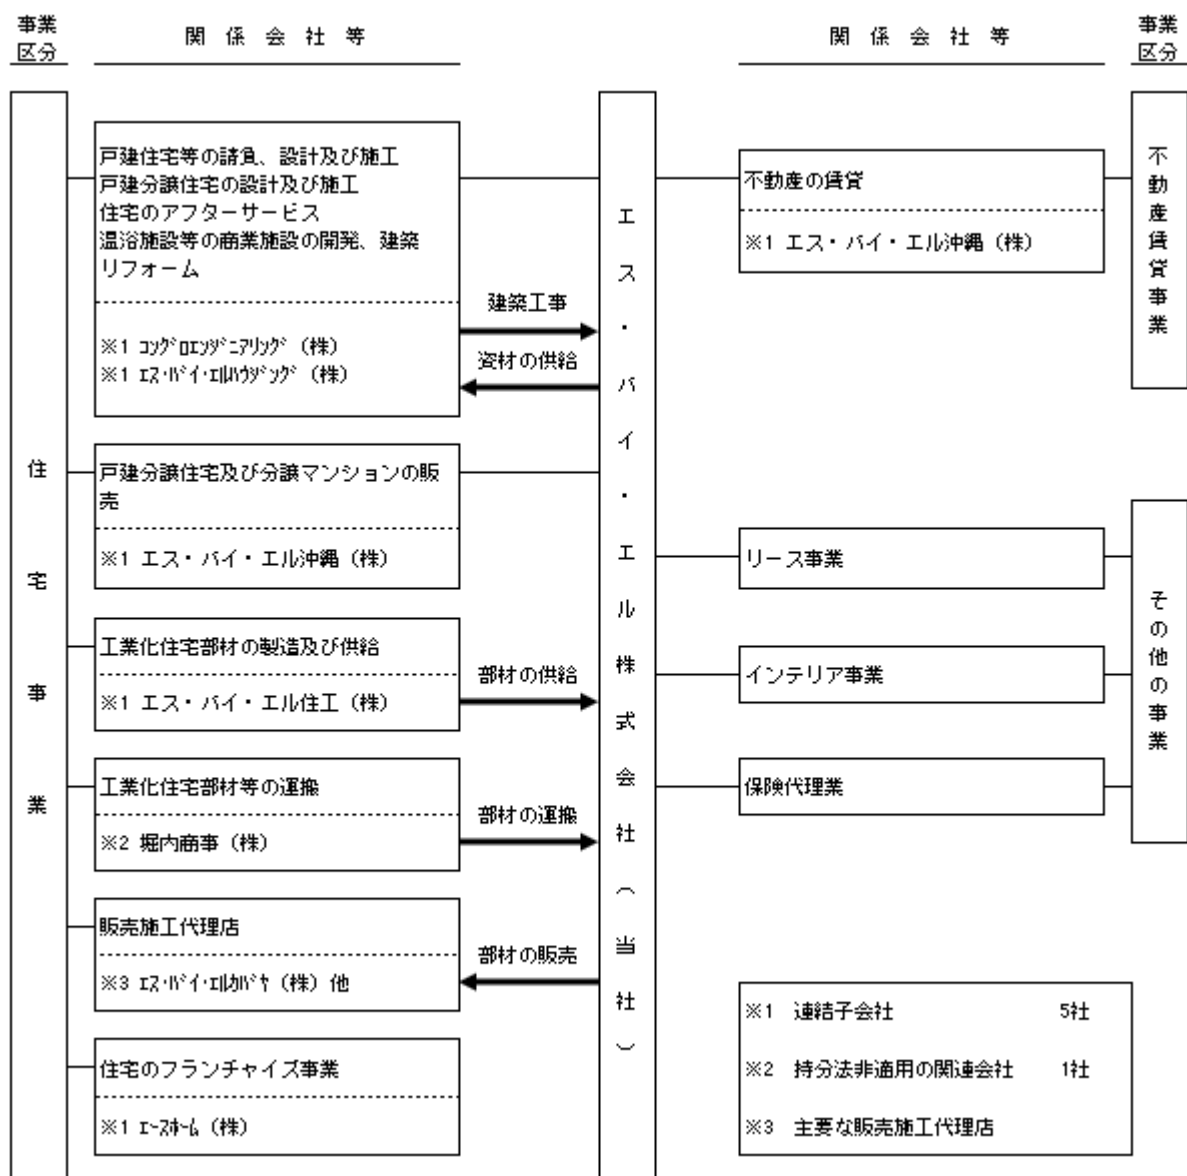 事業
区分
関係会社等
関係会社等
事業
区分
住宅事業
戸建住宅等の請負、設計及び施工
戸建分譲住宅の設計及び施工
住宅のアフターサービス
温浴施設等の商業施設の開発、建築
リフォーム
※1 コングロエンジニアリング(株)
※1 エス・バイ・エルハウジング(株)
建築工事
資材の供給
戸建分譲住宅及び分譲マンションの販
売
※1 エス・バイ・エル沖縄(株)
工業化住宅部材の製造及び供給
※1 エス・バイ・エル住工(株)
部材の供給
工業化住宅部材等の運搬
※2 堀内商事(株)
部材の運搬
販売施工代理店
※3 エス・バイ・エルカバヤ(株)他
部材の販売
住宅のフランチャイズ事業
※1 エースホーム(株)
エス・バイ・エル株式会社(当社)
不動産の賃貸
※1 エス・バイ・エル沖縄(株)
不動産賃貸事業
リース事業
インテリア事業
保険代理業
その他の事業
※1 連結子会社 5社
※2 持分法非適用の関連会社 1社
※3 主要な販売施工代理店